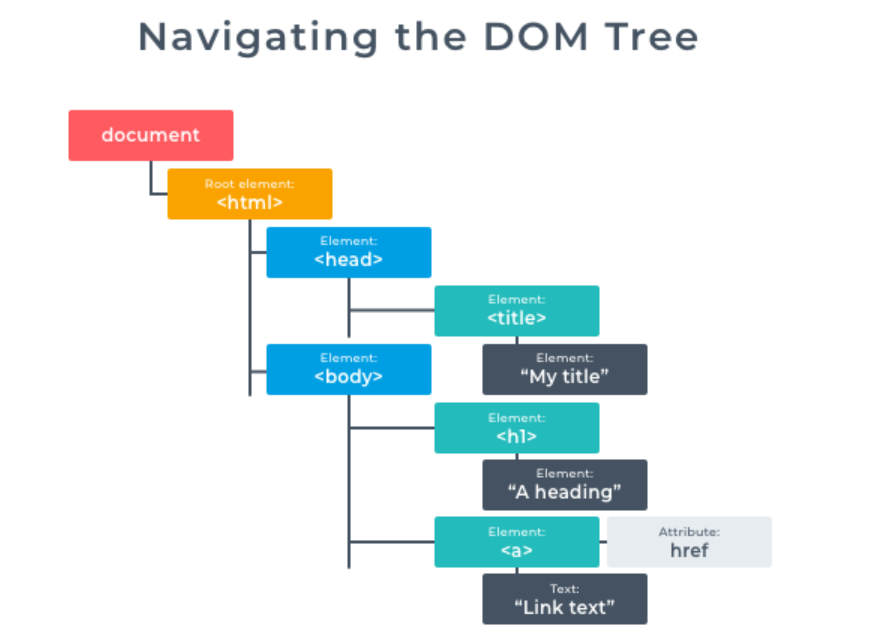 Navigating the DOM Tree
document
Root element:
<html>
Element:
<head>
Element:
<title>
Element:
“My title”
Element:
<body>
Element:
<h1>
Element:
“A heading”
Element:
<a>
Attribute:
href
Text:
“Link text”